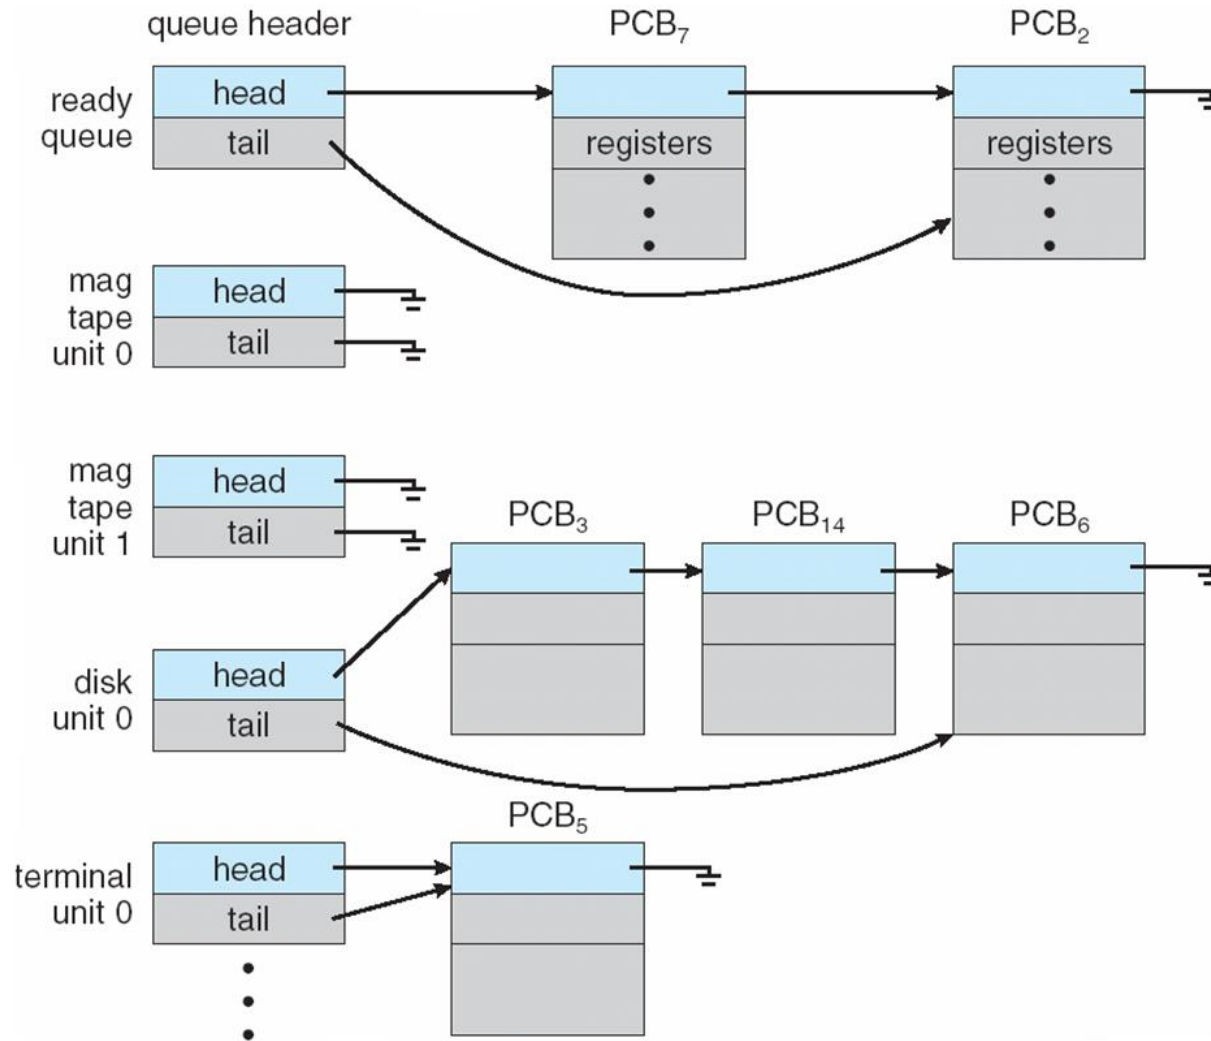 queue header
PCB₇
PCB₂
ready
queue
head
tail
registers
registers
mag
tape
unit 0
head
tail
mag
tape
unit 1
head
tail
PCB₃
PCB₁₄
PCB₆
disk
unit 0
head
tail
PCB₅
terminal
unit 0
head
tail